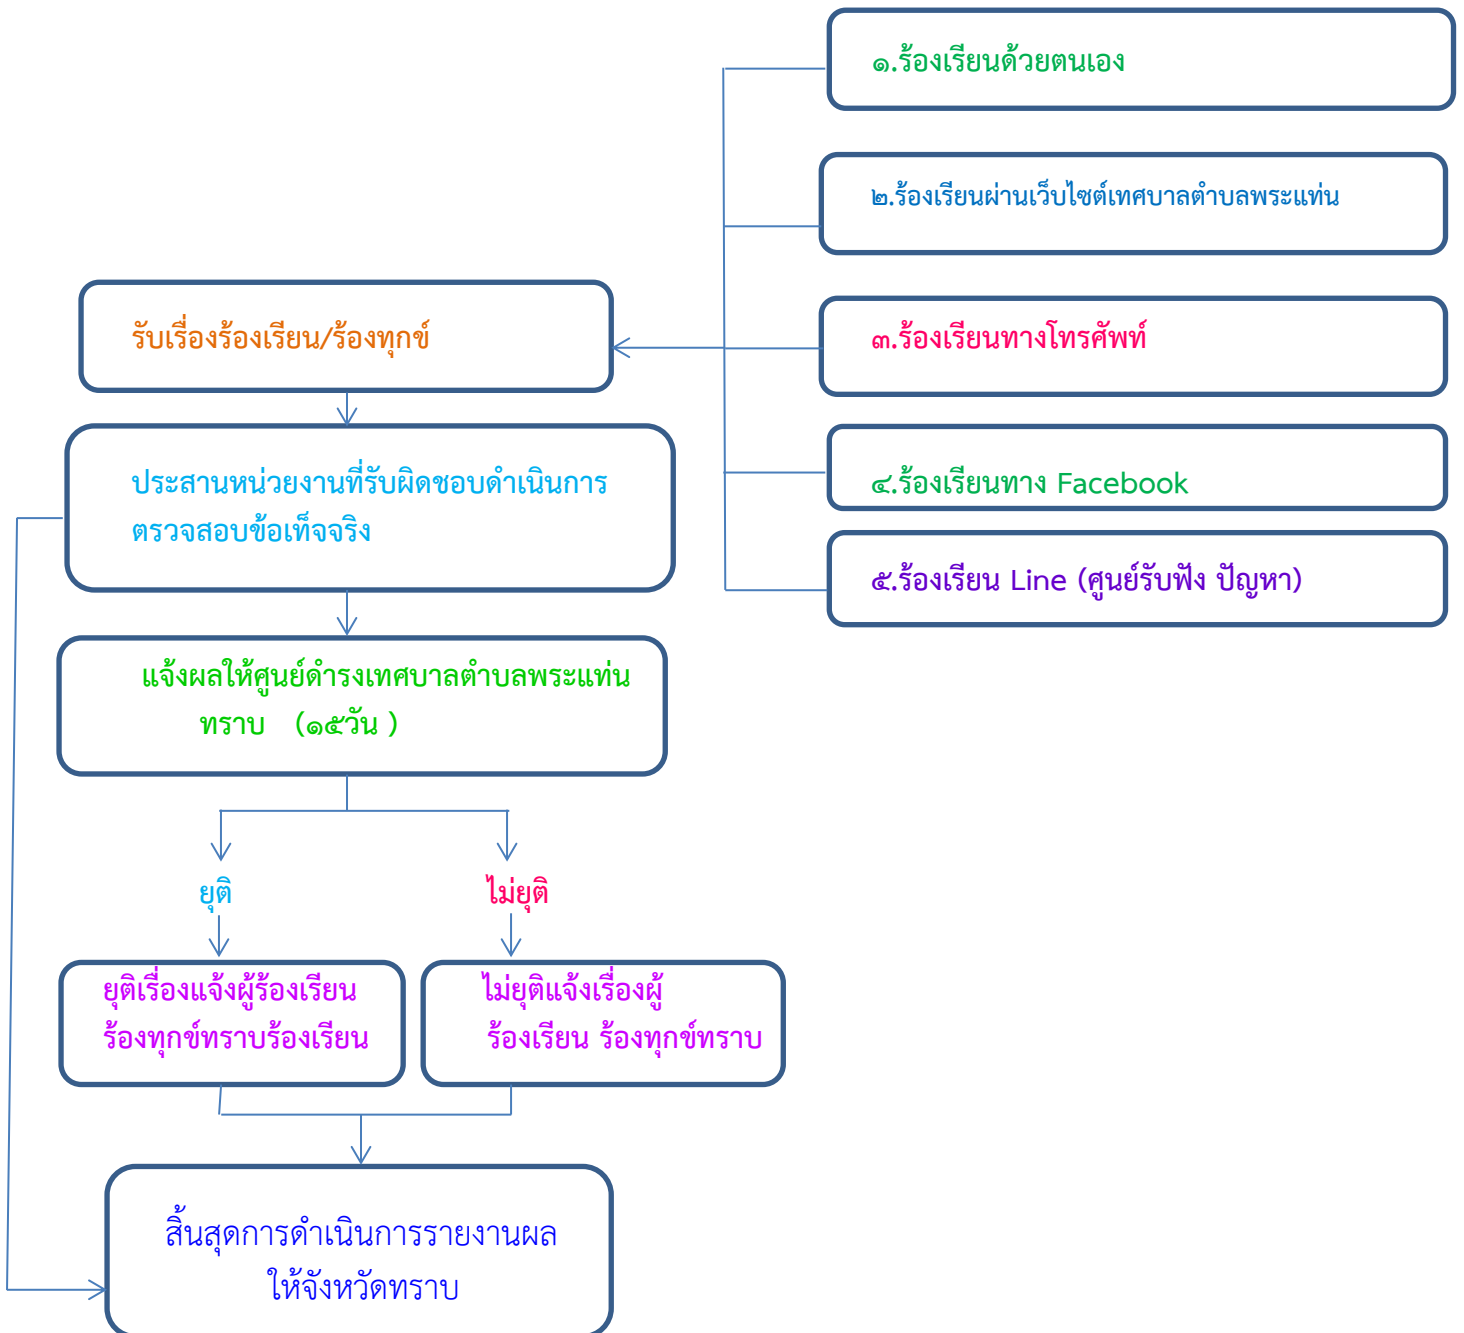 ๑.ร้องเรียนด้วยตนเอง
๒.ร้องเรียนผ่านเว็บไซต์เทศบาลตำบลพระแท่น
๓.ร้องเรียนทางโทรศัพท์
๔.ร้องเรียนทาง Facebook
๕.ร้องเรียน Line (ศูนย์รับฟัง ปัญหา)
รับเรื่องร้องเรียน/ร้องทุกข์
ประสานหน่วยงานที่รับผิดชอบดำเนินการ
ตรวจสอบข้อเท็จจริง
แจ้งผลให้ศูนย์ดำรงเทศบาลตำบลพระแท่น
ทราบ (๑๕วัน )
ยุติ
ไม่ยุติ
ยุติเรื่องแจ้งผู้ร้องเรียน
ร้องทุกข์ทราบร้องเรียน
ไม่ยุติแจ้งเรื่องผู้
ร้องเรียน ร้องทุกข์ทราบ
สิ้นสุดการดำเนินการรายงานผล
ให้จังหวัดทราบ